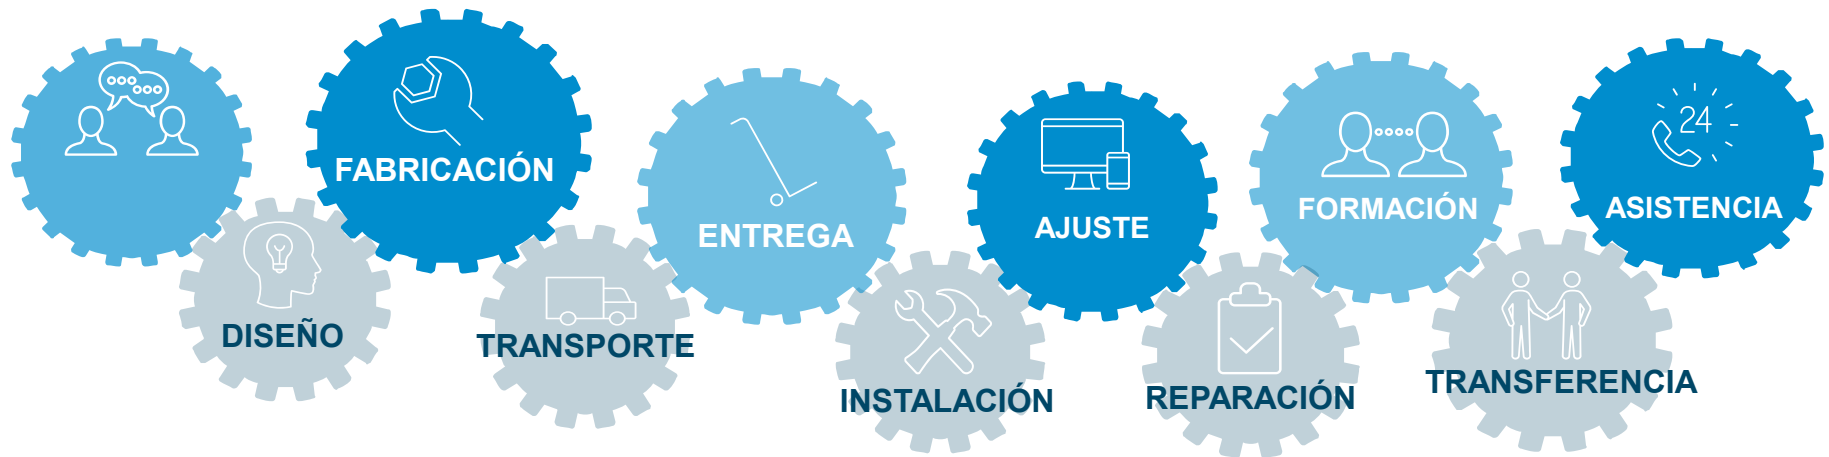 DISEÑO
FABRICACIÓN
TRANSPORTE
ENTREGA
INSTALACIÓN
AJUSTE
REPARACIÓN
FORMACIÓN
TRANSFERENCIA
24
ASISTENCIA